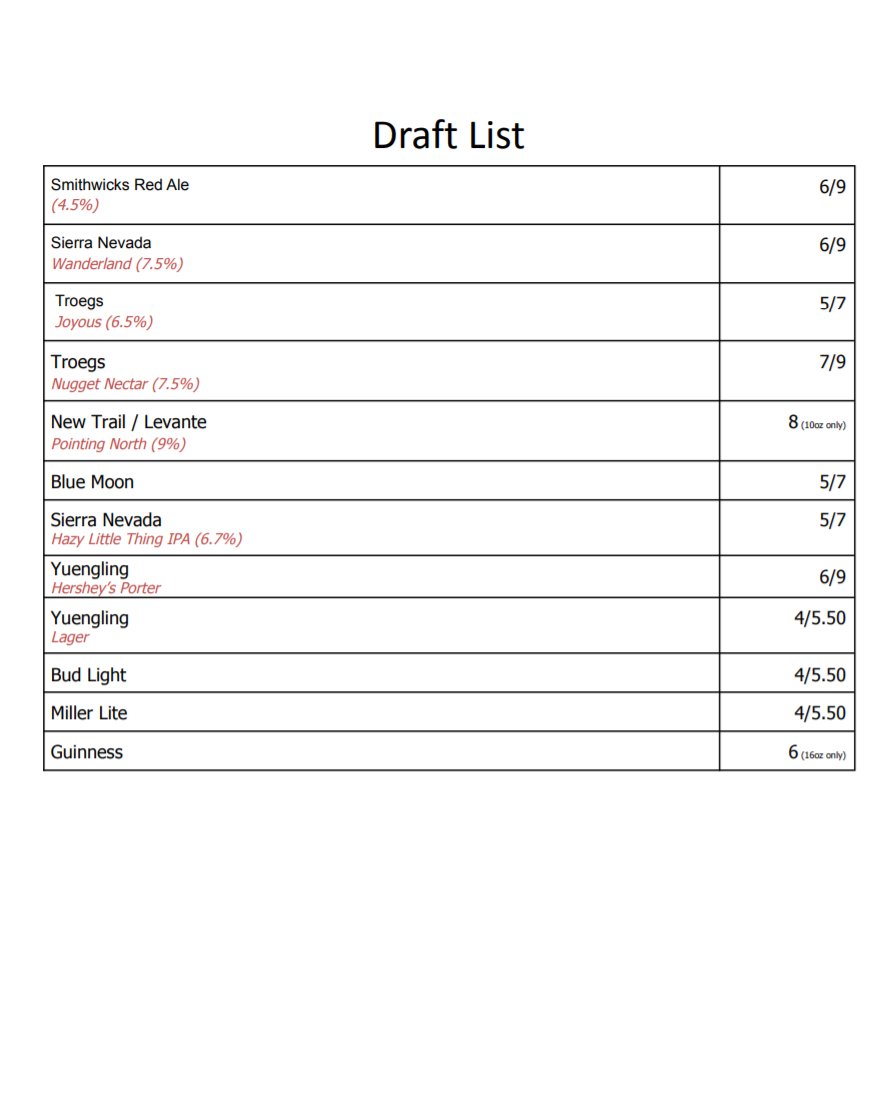 Draft List
Smithwicks Red Ale
(4.5%)
6/9
Sierra Nevada
Wanderland (7.5%)
6/9
Troegs
Joyous (6.5%)
5/7
Troegs
Nugget Nectar (7.5%)
7/9
New Trail / Levante
Pointing North (9%)
8 (10oz only)
Blue Moon
5/7
Sierra Nevada
Hazy Little Thing IPA (6.7%)
5/7
Yuengling
Hershey's Porter
6/9
Yuengling
Lager
4/5.50
Bud Light
4/5.50
Miller Lite
4/5.50
Guinness
6 (16oz only)